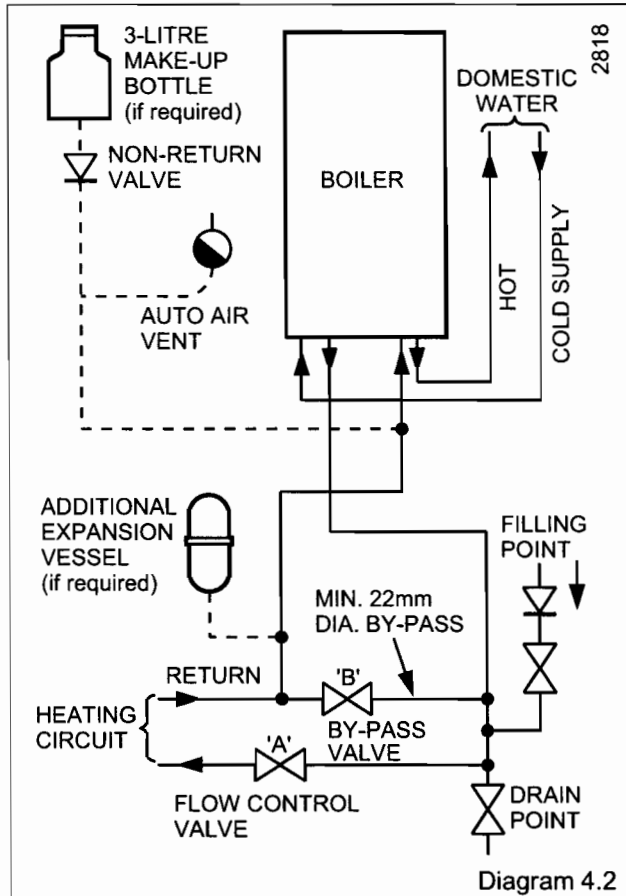 3-LITRE
MAKE-UP
BOTTLE
(if required)
2818
DOMESTIC
WATER
NON-RETURN
VALVE
BOILER
HOT
COLD SUPPLY
AUTO AIR
VENT
ADDITIONAL
EXPANSION
VESSEL
(if required)
FILLING
POINT
MIN. 22mm
DIA. BY-PASS
RETURN
'B'
BY-PASS
VALVE
HEATING
CIRCUIT
'A'
FLOW CONTROL
VALVE
DRAIN
POINT
Diagram 4.2